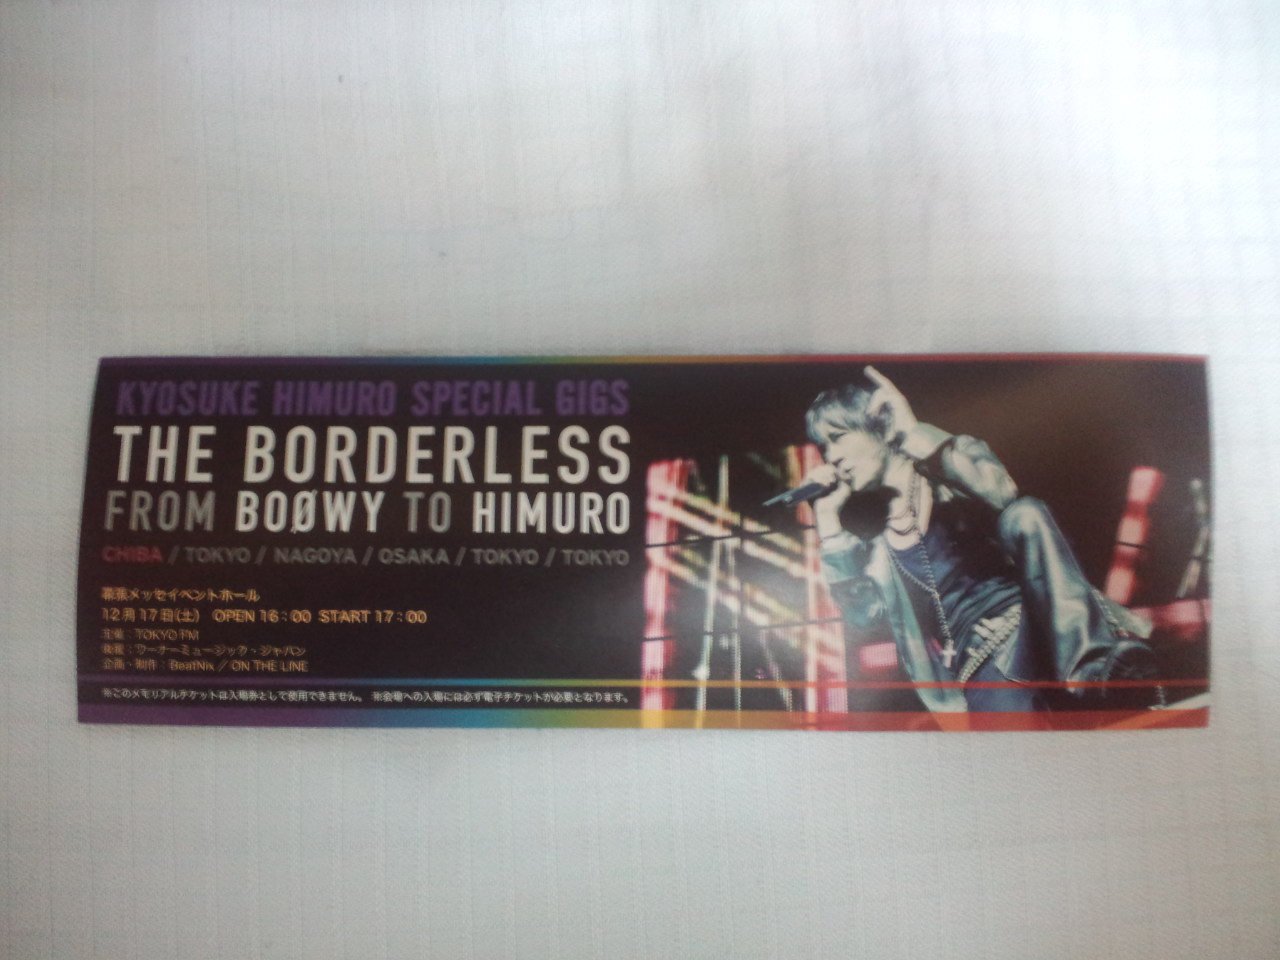 KYOSUKE HIMURO SPECIAL GIGS
THE BORDERLESS
FROM BOØWY TO HIMURO
CHIBA / TOKYO / NAGOYA / OSAKA / TOKYO / TOKYO
幕張メッセイベントホール
12月17日(土) OPEN 16:00 START 17:00
主催:TOKYO FM
後援:ワーナーミュージック・ジャパン
企画・制作:BeatNix / ON THE LINE
※このメモリアルチケットは入場券として使用できません。 ※会場への入場には必ず電子チケットが必要となります。